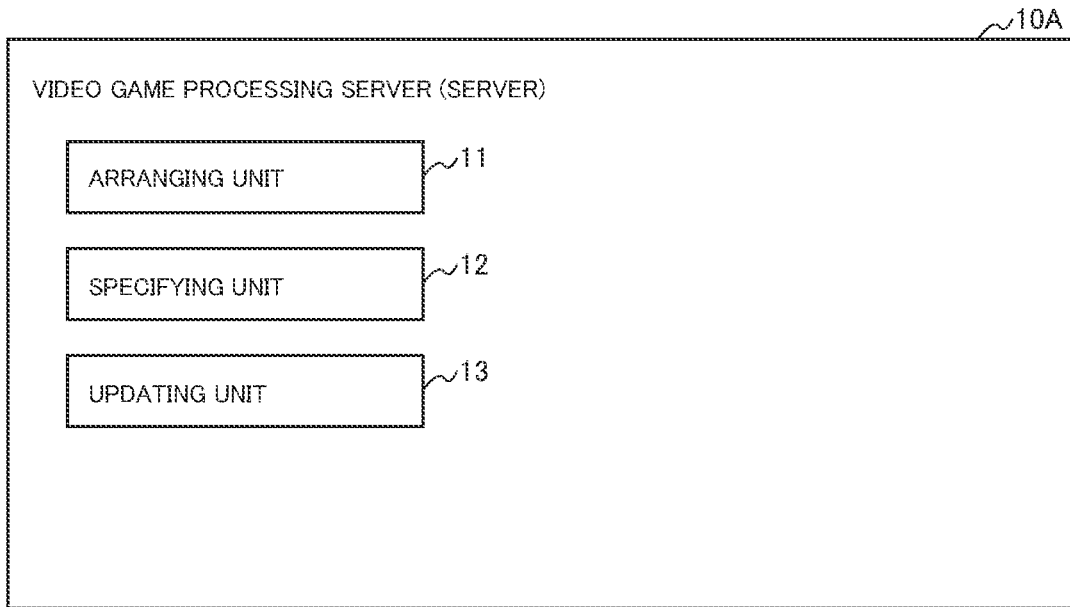 10A
VIDEO GAME PROCESSING SERVER (SERVER)
ARRANGING UNIT
11
SPECIFYING UNIT
12
UPDATING UNIT
13